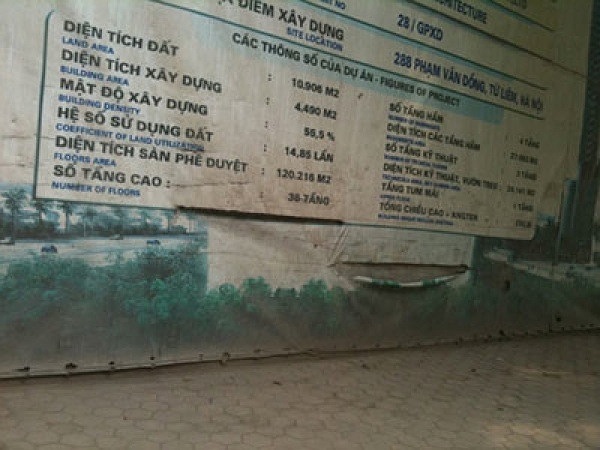 ARCHITECTURE
28 / GPXD
ĐIỂM XÂY DỰNG
SITE LOCATION
288 PHẠM VĂN ĐỒNG, TỪ LIÊM, HÀ NỘI
CÁC THÔNG SỐ CỦA DỰ ÁN - FIGURES OF PROJECT
DIỆN TÍCH ĐẤT
LAND AREA
: 10.906 M2
DIỆN TÍCH XÂY DỰNG
BUILDING AREA
: 4.490 M2
MẬT ĐỘ XÂY DỰNG
BUILDING DENSITY
: 55,5 %
HỆ SỐ SỬ DỤNG ĐẤT
COEFFICIENT OF LAND UTILIZATION
: 14,85 LẦN
DIỆN TÍCH SÀN PHÊ DUYỆT
FLOORS AREA
: 120.216 M2
SỐ TẦNG CAO :
NUMBER OF FLOORS
SỐ TẦNG HẦM
: 4 TẦNG
DIỆN TÍCH CÁC TẦNG HẦM
SỐ TẦNG KỸ THUẬT
DIỆN TÍCH KỸ THUẬT, VƯỜN TREO
TẦNG TUM MÁI
: 1 TẦNG
TỔNG CHIỀU CAO